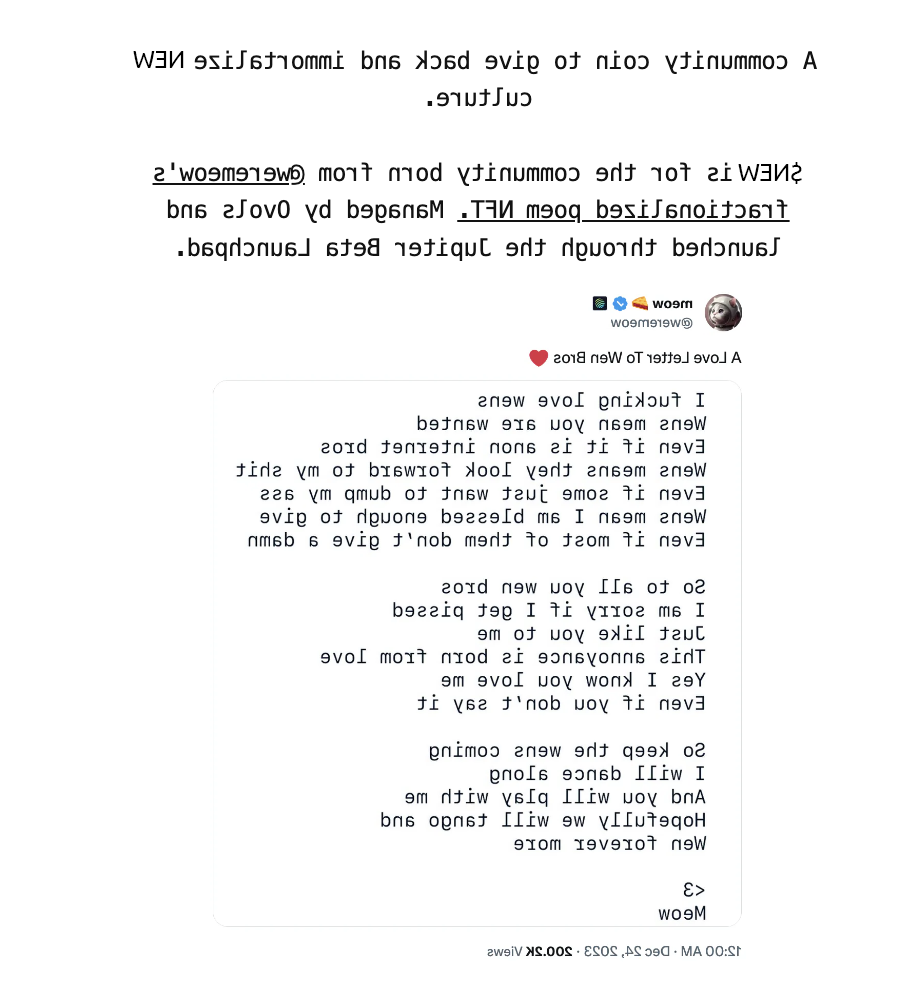 A community coin to give back and immortalize NEW
culture.
$NEW is for the community born from @weremeow's
fractionalized poem NFT. Managed by Ovols and
launched through the Jupiter Beta Launchpad.
meow
@weremeow
A Love Letter To Wen Bros ❤️
I fucking love wens
Wens mean you are wanted
Even if it is anon internet bros
Wens means they look forward to my shit
Even if some just want to dump my ass
Wens mean I am blessed enough to give
Even if most of them don't give a damn
So to all you wen bros
I am sorry if I get pissed
Just like you to me
This annoyance is born from love
Yes I know you love me
Even if you don't say it
So keep the wens coming
I will dance along
And you will play with me
Hopefully we will tango and
Wen forever more
<3
Meow
12:00 AM · Dec 24, 2023 · 200.2K Views